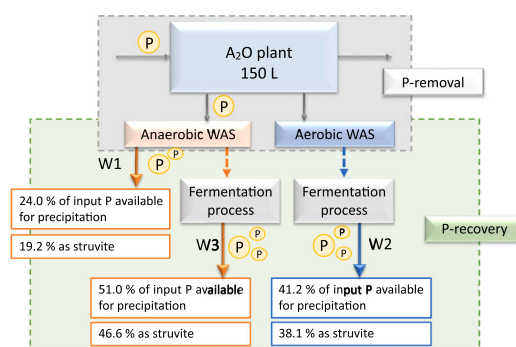 P
A₂O plant
150 L
P-removal
P
Anaerobic WAS
Aerobic WAS
W1
P
P
24.0 % of input P available
for precipitation
19.2 % as struvite
Fermentation
process
Fermentation
process
P-recovery
W3
P
P
P
P
P
P
W2
51.0 % of input P available
for precipitation
46.6 % as struvite
41.2 % of input P available
for precipitation
38.1 % as struvite